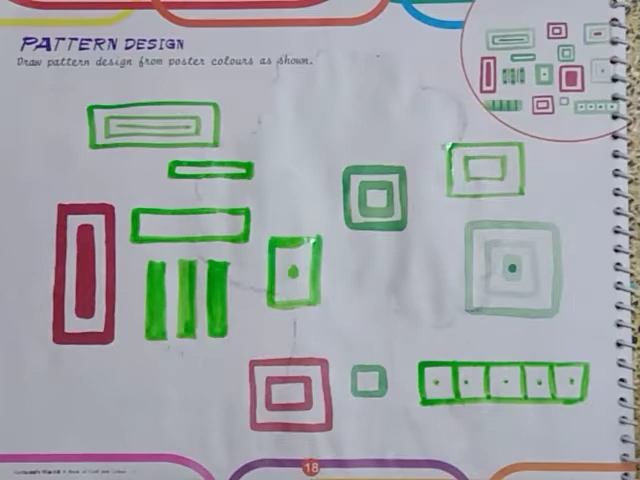 PATTERN DESIGN
Draw pattern design from poster colours as shown.
18